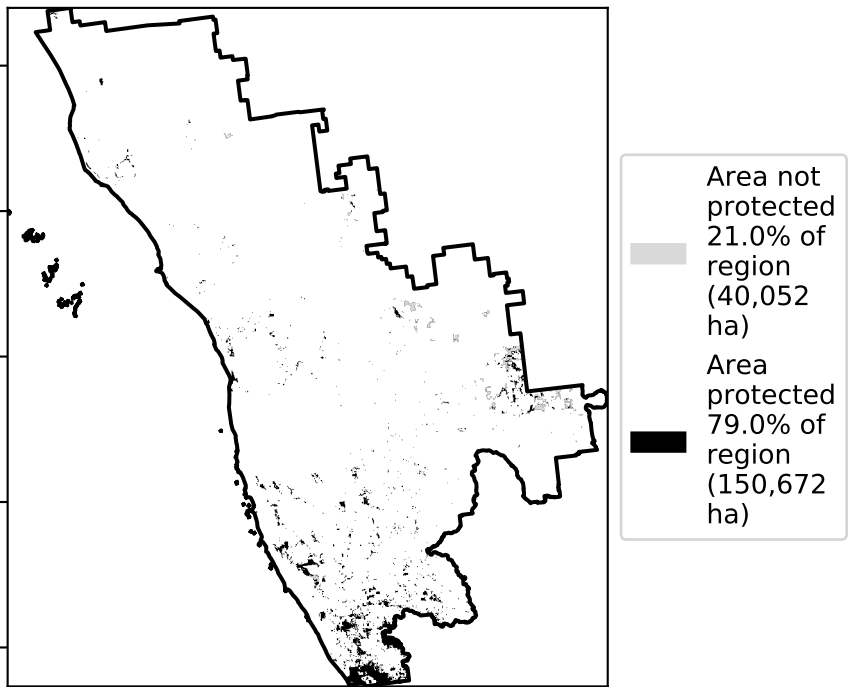 Area not
protected
21.0% of
region
(40,052
ha)
Area
protected
79.0% of
region
(150,672
ha)